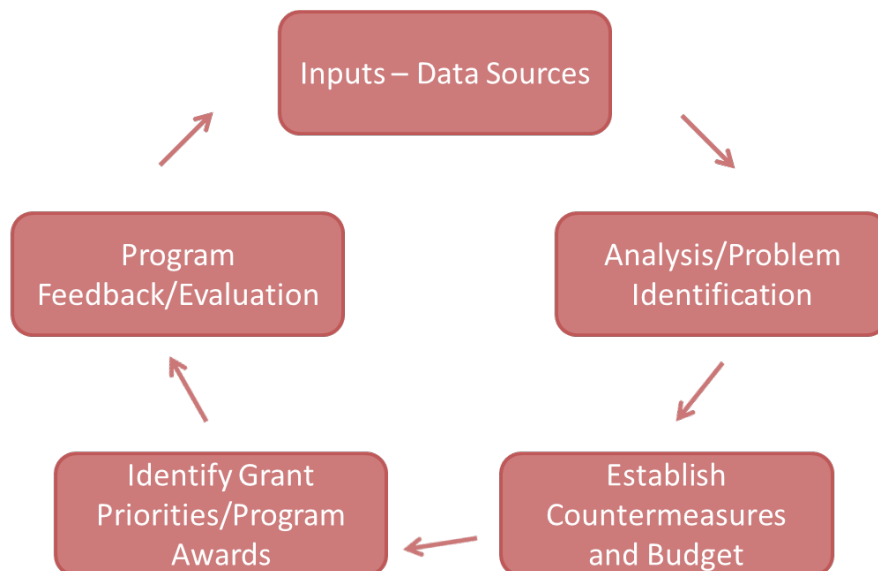 Inputs – Data Sources
Analysis/Problem
Identification
Establish
Countermeasures
and Budget
Identify Grant
Priorities/Program
Awards
Program
Feedback/Evaluation